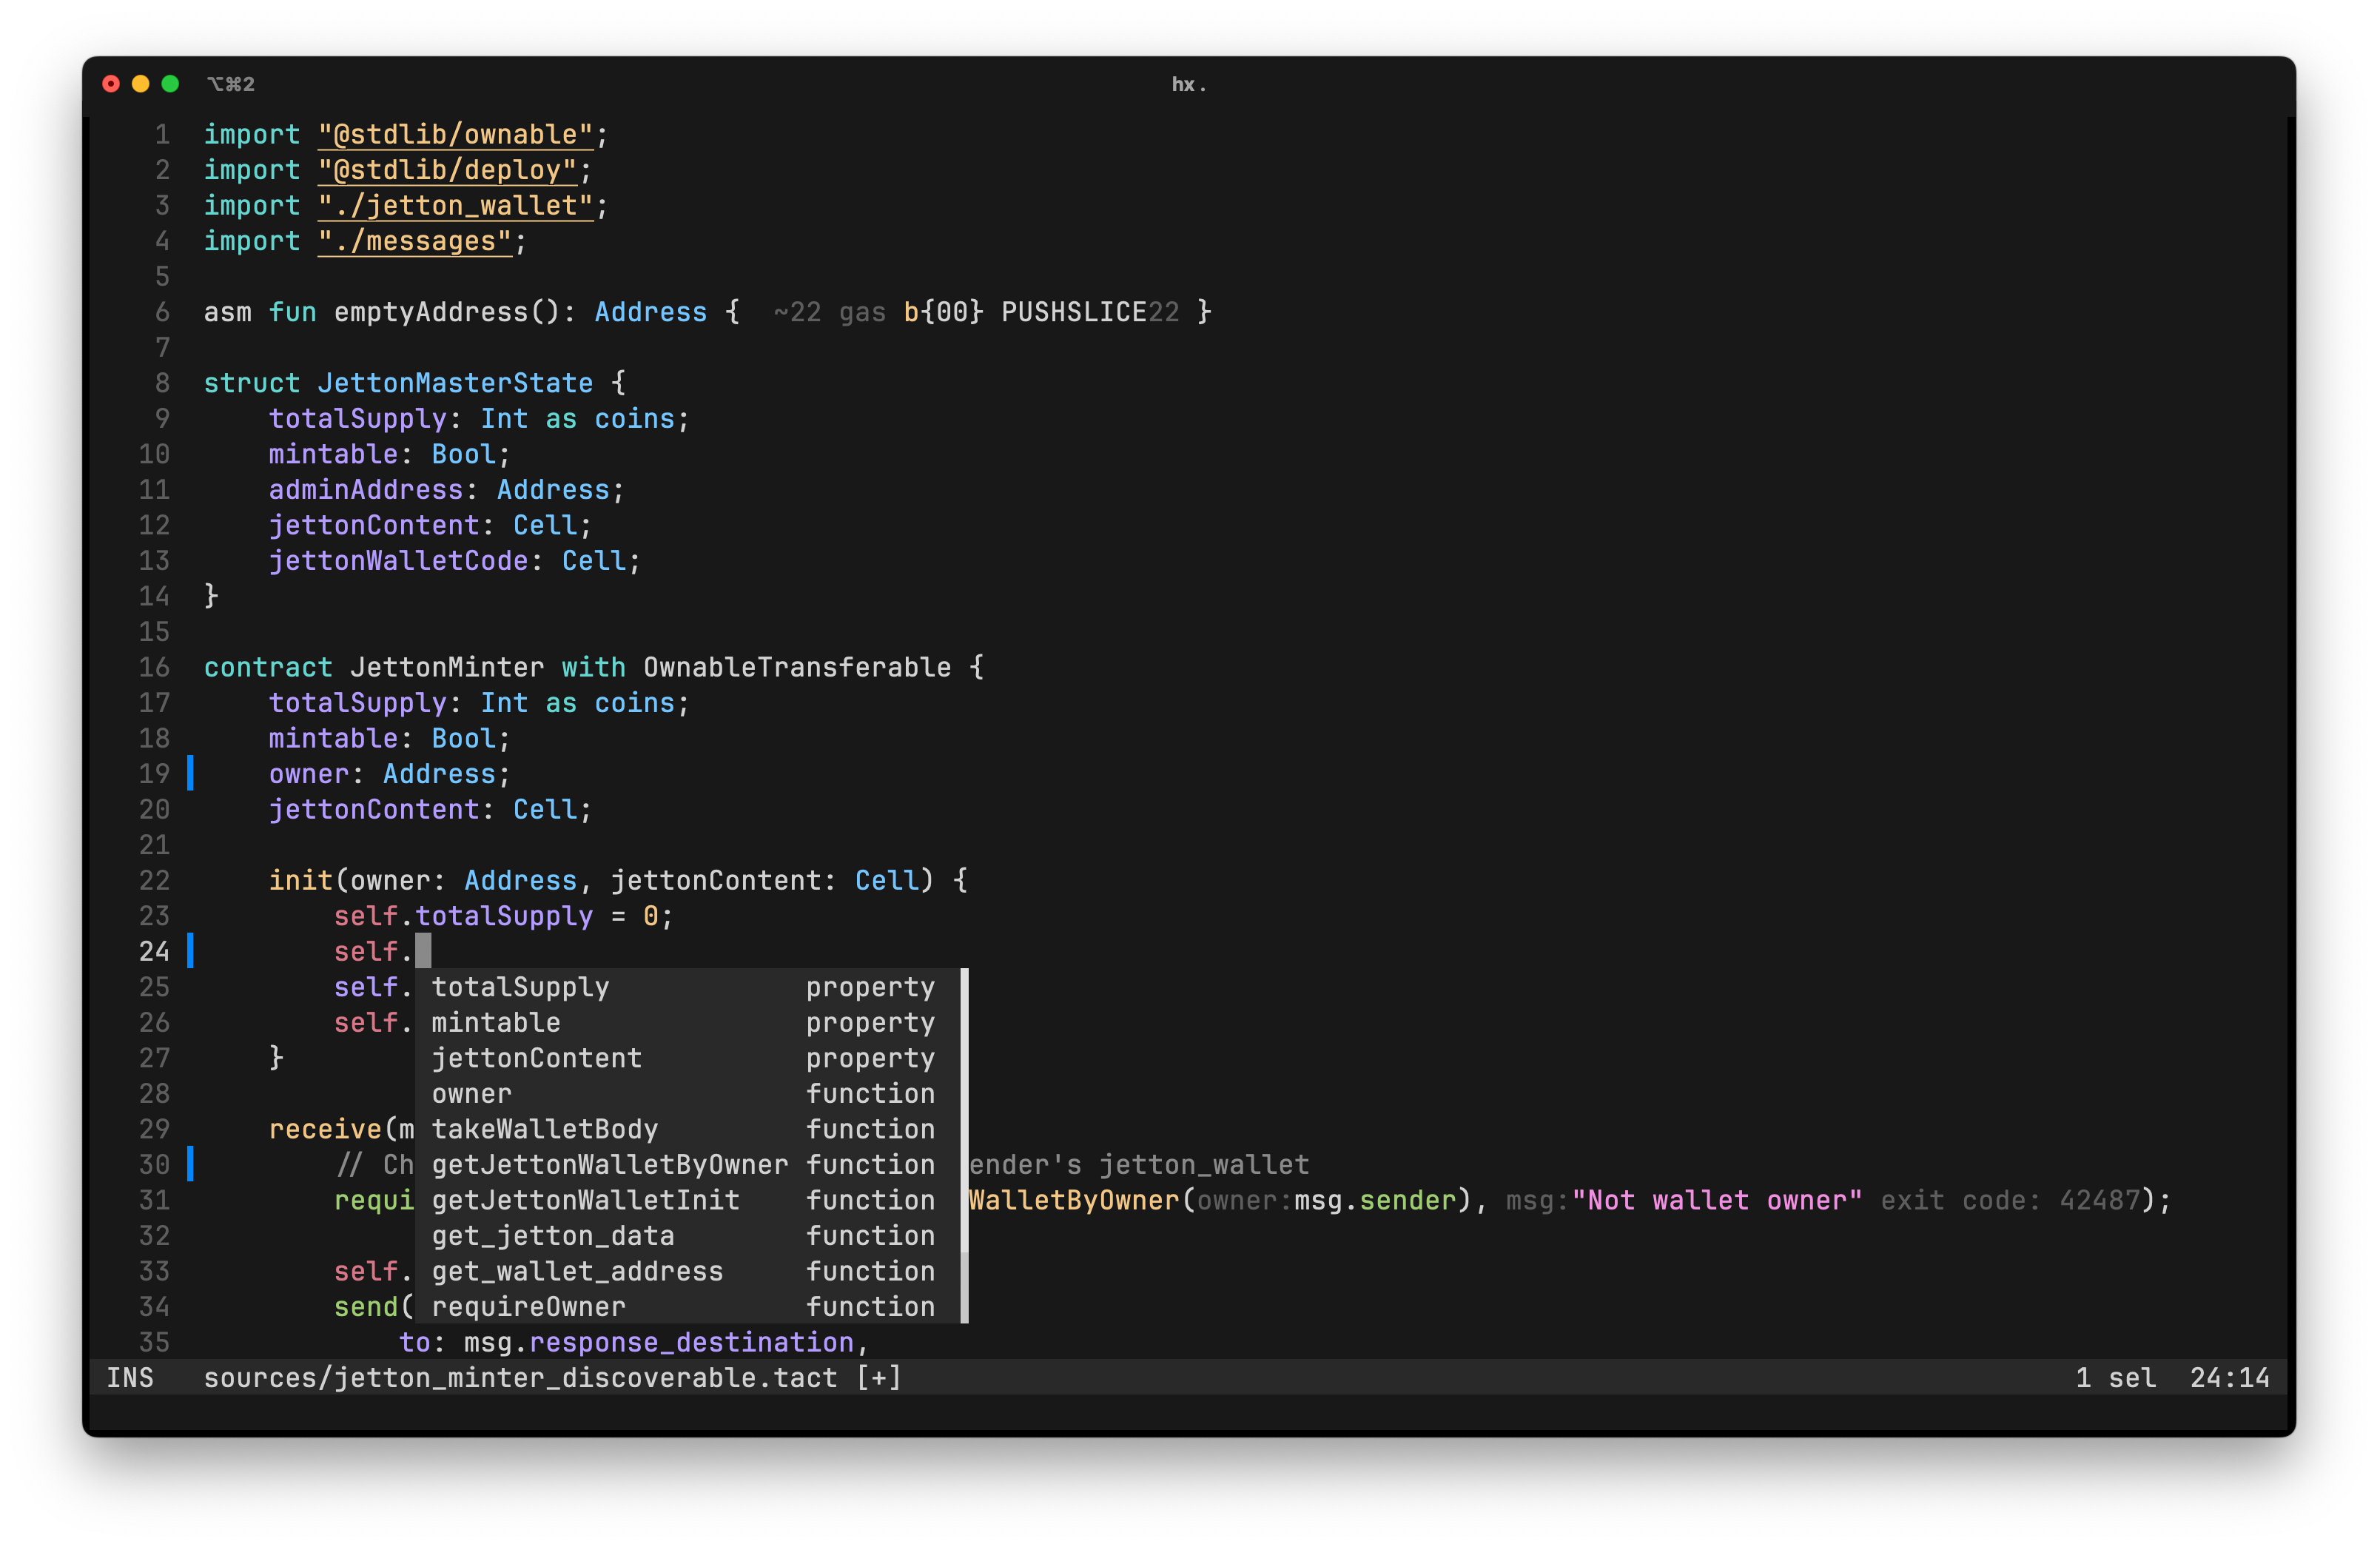 ⌥⌘2 hx .
1 import "@stdlib/ownable";
2 import "@stdlib/deploy";
3 import "./jetton_wallet";
4 import "./messages";
5
6 asm fun emptyAddress(): Address { ~22 gas b{00} PUSHSLICE22 }
7
8 struct JettonMasterState {
9 totalSupply: Int as coins;
10 mintable: Bool;
11 adminAddress: Address;
12 jettonContent: Cell;
13 jettonWalletCode: Cell;
14 }
15
16 contract JettonMinter with OwnableTransferable {
17 totalSupply: Int as coins;
18 mintable: Bool;
19 owner: Address;
20 jettonContent: Cell;
21
22 init(owner: Address, jettonContent: Cell) {
23 self.totalSupply = 0;
24 self.
25 self. totalSupply property
26 self. mintable property
27 } jettonContent property
28 owner function
29 receive(m takeWalletBody function
30 // Ch getJettonWalletByOwner function ender's jetton_wallet
31 requi getJettonWalletInit function WalletByOwner(owner:msg.sender), msg:"Not wallet owner" exit code: 42487);
32 get_jetton_data function
33 self. get_wallet_address function
34 send( requireOwner function
35 to: msg.response_destination,
INS sources/jetton_minter_discoverable.tact [+] 1 sel 24:14